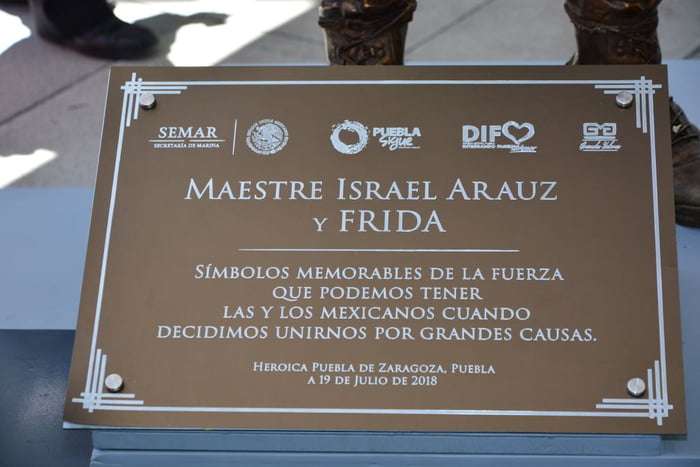 SEMAR
SECRETARÍA DE MARINA
PUEBLA
Sigue
DIF
MAESTRE ISRAEL ARAUZ
Y FRIDA
SÍMBOLOS MEMORABLES DE LA FUERZA
QUE PODEMOS TENER
LAS Y LOS MEXICANOS CUANDO
DECIDIMOS UNIRNOS POR GRANDES CAUSAS.
HEROICA PUEBLA DE ZARAGOZA, PUEBLA
A 19 DE JULIO DE 2018